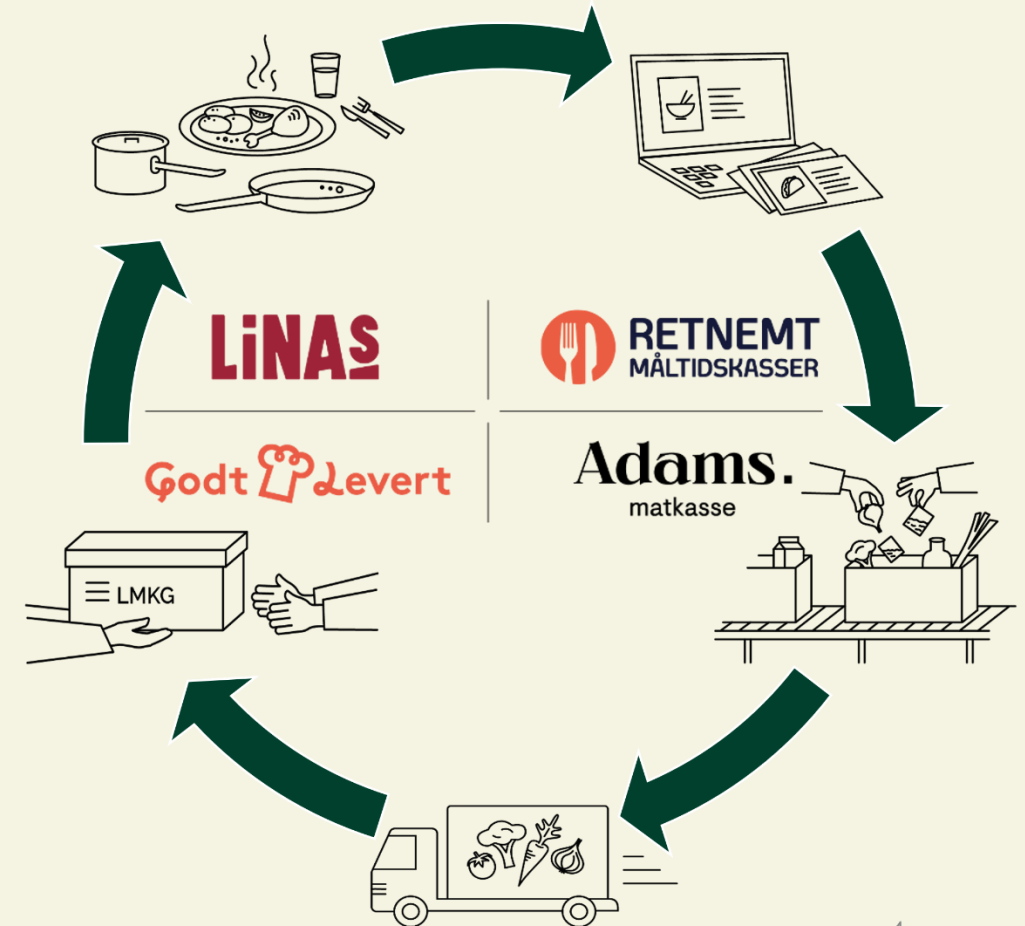 LiNAS
RETNEMT
MÅLTIDSKASSER
Godt Levert
Adams.
matkasse
LMKG